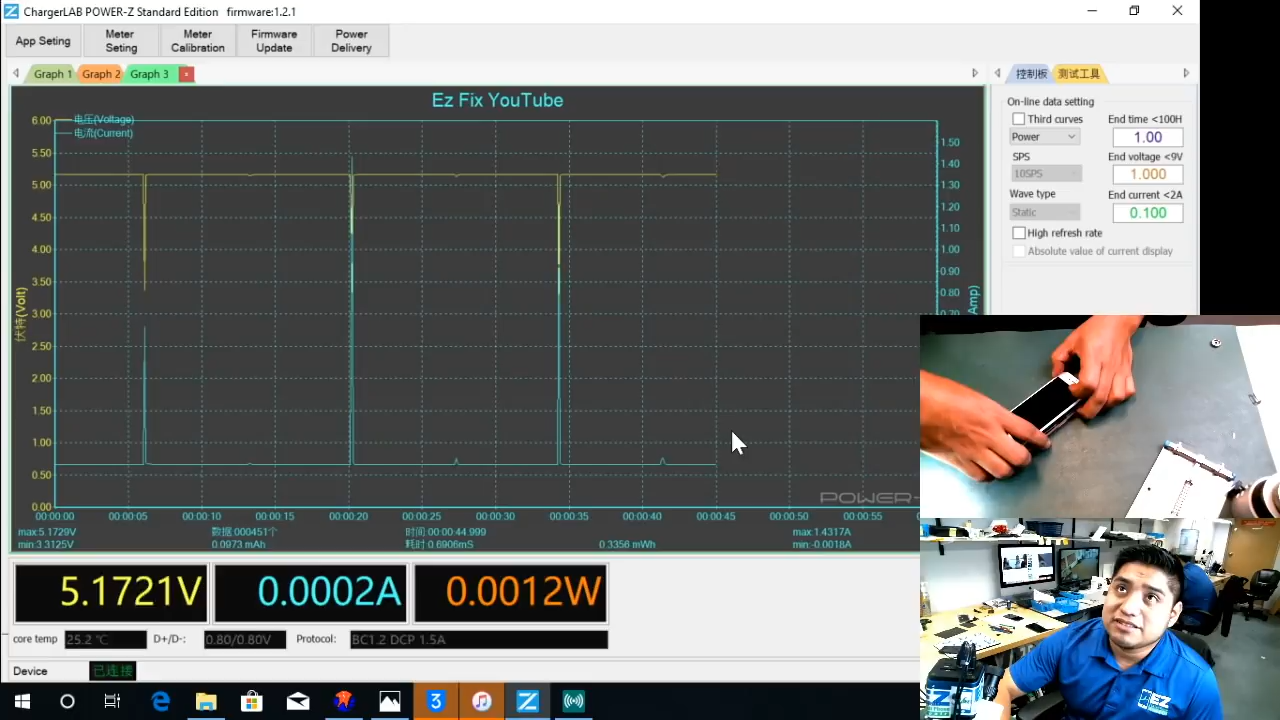 ChargerLAB POWER-Z Standard Edition firmware:1.2.1
App Seting
Meter Seting
Meter Calibration
Firmware Update
Power Delivery
Graph 1
Graph 2
Graph 3
控制板
测试工具
Ez Fix YouTube
电压(Voltage)
电流(Current)
6.00
5.50
5.00
4.50
4.00
3.50
3.00
2.50
2.00
1.50
1.00
0.50
0.00
伏特(Volt)
1.50
1.40
1.30
1.20
1.10
1.00
0.90
0.80
0.70
Amp)
POWER-
00:00:00 00:00:05 00:00:10 00:00:15 00:00:20 00:00:25 00:00:30 00:00:35 00:00:40 00:00:45 00:00:50 00:00:55
max:5.1729V 数据:000451个 时间:00:00:44.999 max:1.4317A
min:3.3125V 0.0973 mAh 耗时:0.6906mS 0.3356 mWh min:-0.0018A
On-line data setting
Third curves
End time <100H
Power
1.00
SPS
End voltage <9V
10SPS
1.000
Wave type
End current <2A
Static
0.100
High refresh rate
Absolute value of current display
5.1721V 0.0002A 0.0012W
core temp 25.2 ℃ D+/D-: 0.80/0.80V Protocol: BC1.2 DCP 1.5A
Device 已连接
EZ